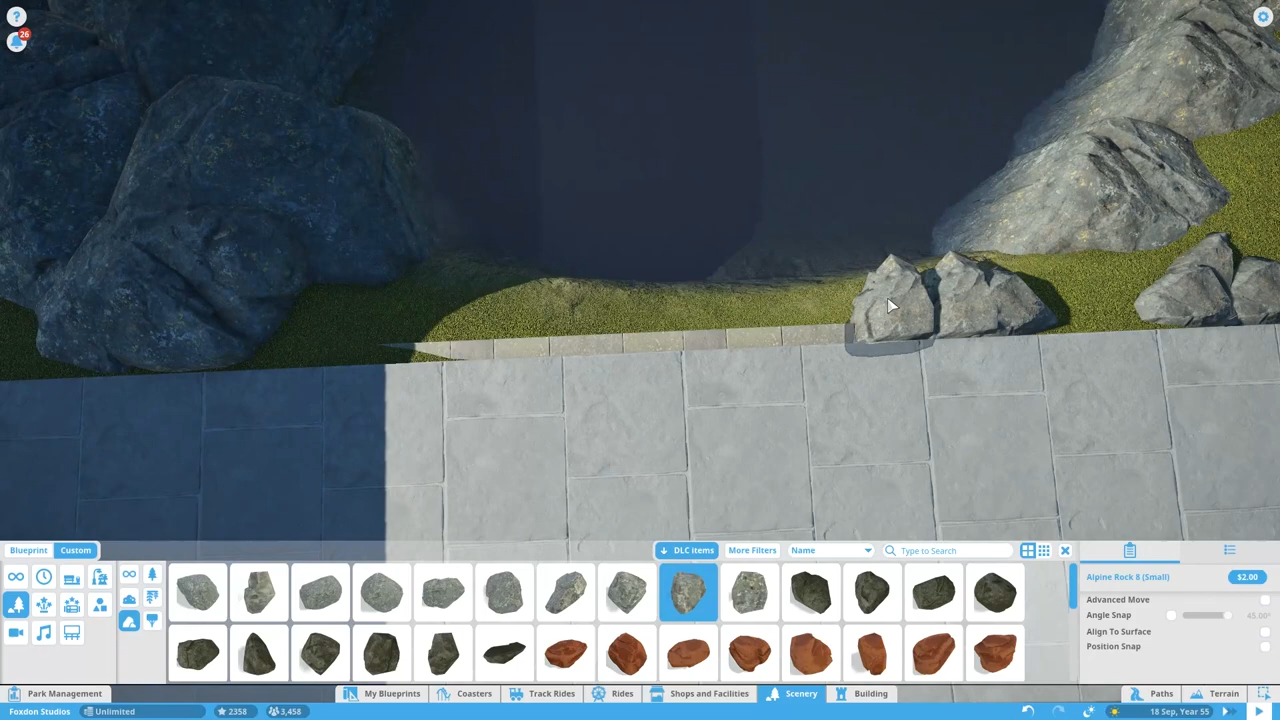 ?
26
Blueprint
Custom
DLC items
More Filters
Name
Type to Search
Alpine Rock 8 (Small)
$2.00
Advanced Move
Angle Snap
45.00°
Align To Surface
Position Snap
Park Management
My Blueprints
Coasters
Track Rides
Rides
Shops and Facilities
Scenery
Building
Paths
Terrain
Foxdon Studios
Unlimited
2358
3,458
18 Sep, Year 55